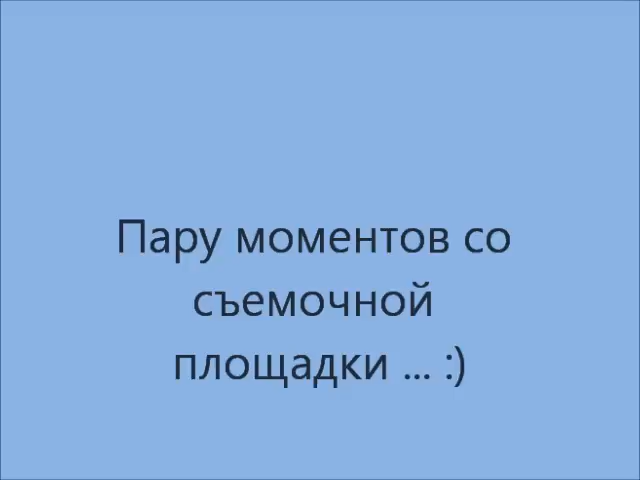 Пару моментов со
съемочной
площадки ... :)